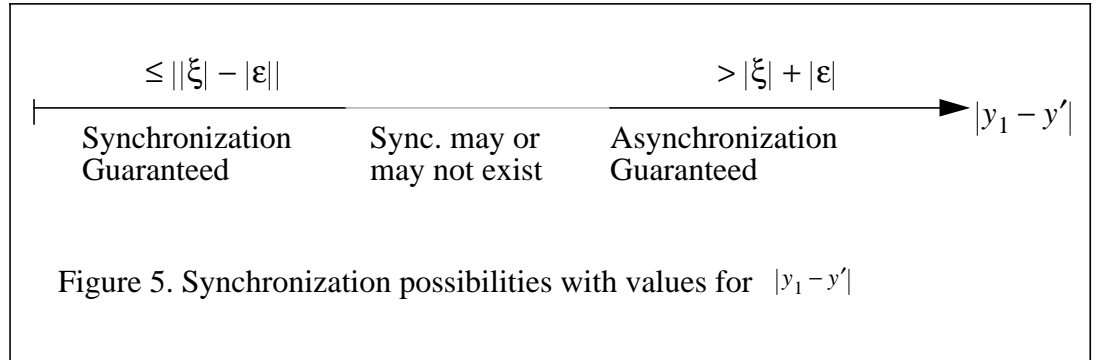 ≤ ||ξ| − |ε||
> |ξ| + |ε|
|y₁ − y′|
Synchronization
Guaranteed
Sync. may or
may not exist
Asynchronization
Guaranteed
Figure 5. Synchronization possibilities with values for |y₁ − y′|